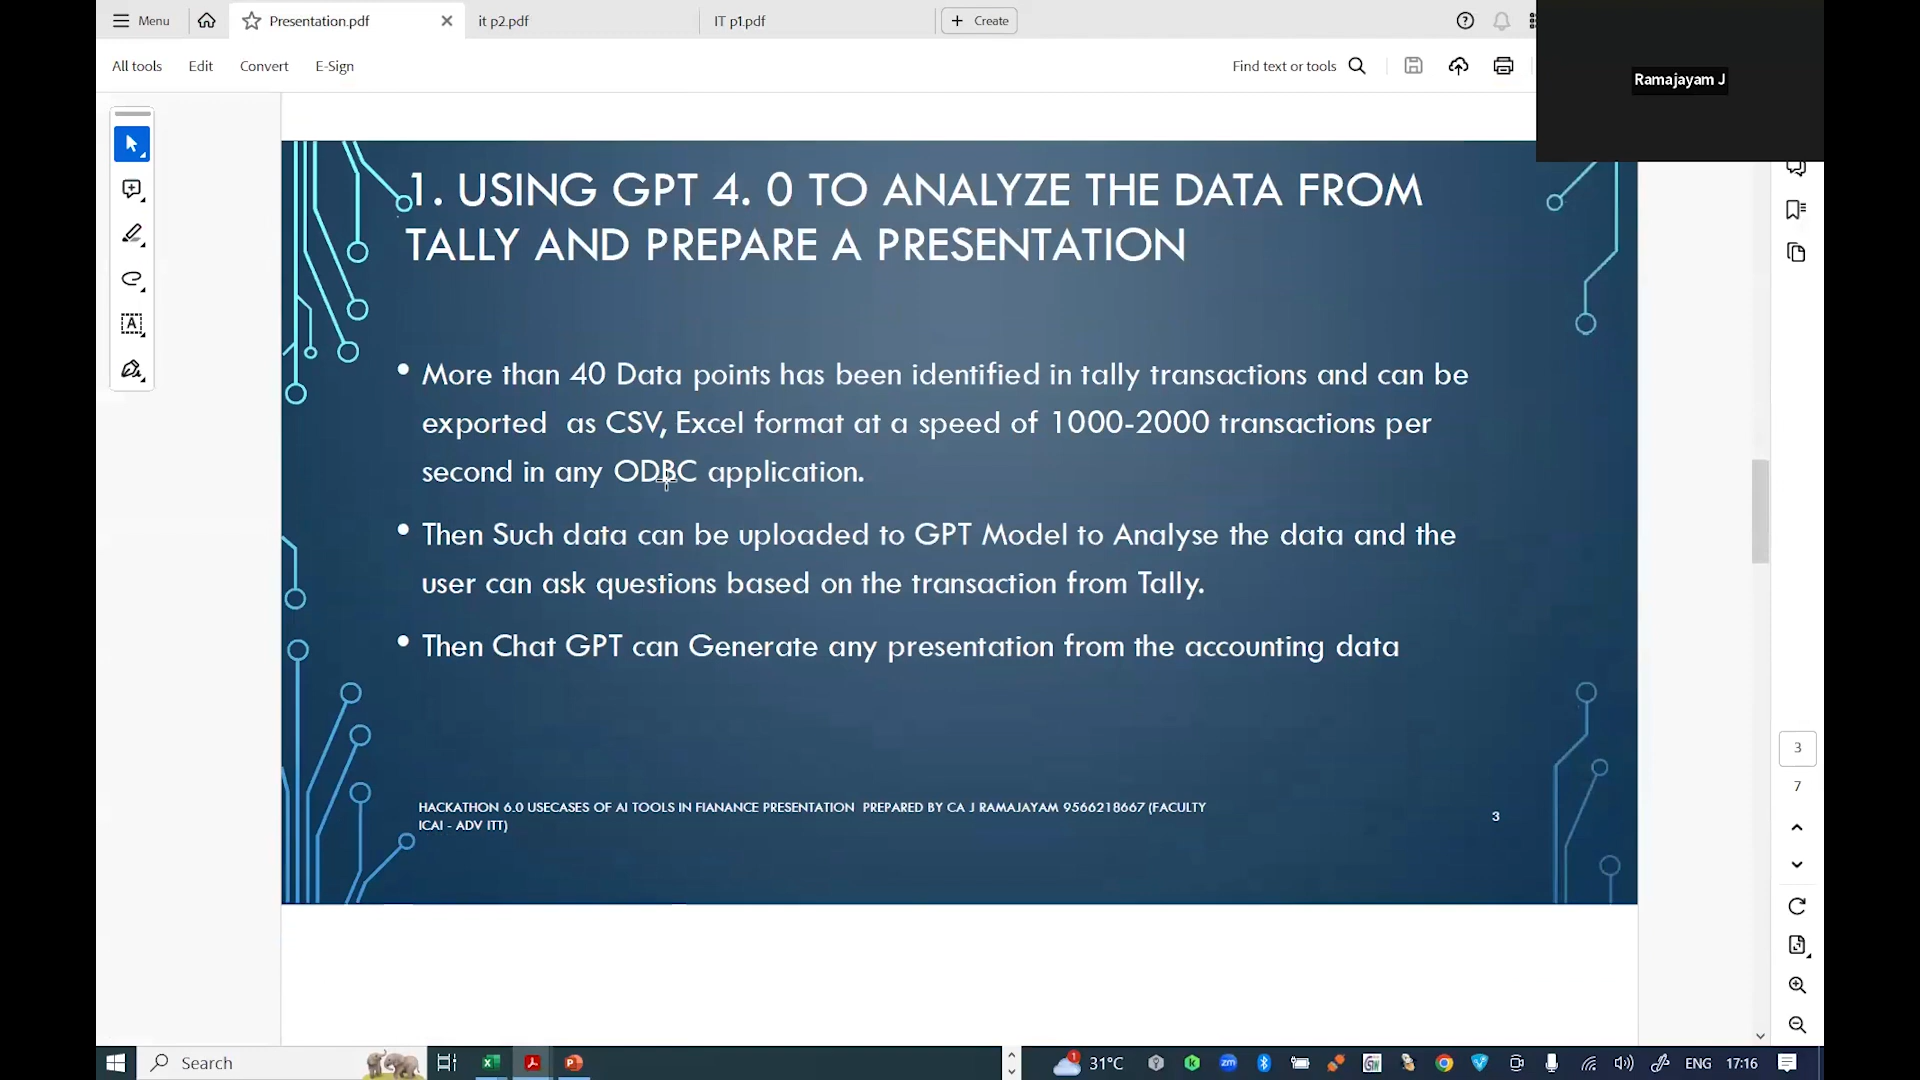 Menu
Presentation.pdf
it p2.pdf
IT p1.pdf
Create
All tools
Edit
Convert
E-Sign
Find text or tools
Ramajayam J
1. USING GPT 4. 0 TO ANALYZE THE DATA FROM
TALLY AND PREPARE A PRESENTATION
• More than 40 Data points has been identified in tally transactions and can be
exported as CSV, Excel format at a speed of 1000-2000 transactions per
second in any ODBC application.
• Then Such data can be uploaded to GPT Model to Analyse the data and the
user can ask questions based on the transaction from Tally.
• Then Chat GPT can Generate any presentation from the accounting data
HACKATHON 6.0 USECASES OF AI TOOLS IN FIANANCE PRESENTATION PREPARED BY CA J RAMAJAYAM 9566218667 (FACULTY
ICAI - ADV ITT)
3
3
7
Search
1
31°C
ENG
17:16